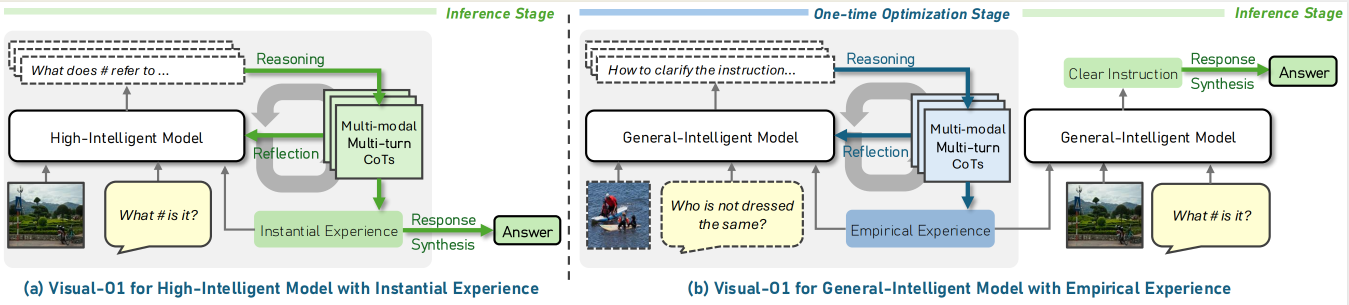 Inference Stage
What does # refer to ...
Reasoning
High-Intelligent Model
Multi-modal
Multi-turn
CoTs
Reflection
What # is it?
Instantial Experience
Response
Synthesis
Answer
(a) Visual-O1 for High-Intelligent Model with Instantial Experience
One-time Optimization Stage
Inference Stage
How to clarify the instruction...
Reasoning
General-Intelligent Model
Multi-modal
Multi-turn
CoTs
Reflection
Who is not dressed
the same?
Empirical Experience
Clear Instruction
Response
Synthesis
Answer
General-Intelligent Model
What # is it?
(b) Visual-O1 for General-Intelligent Model with Empirical Experience